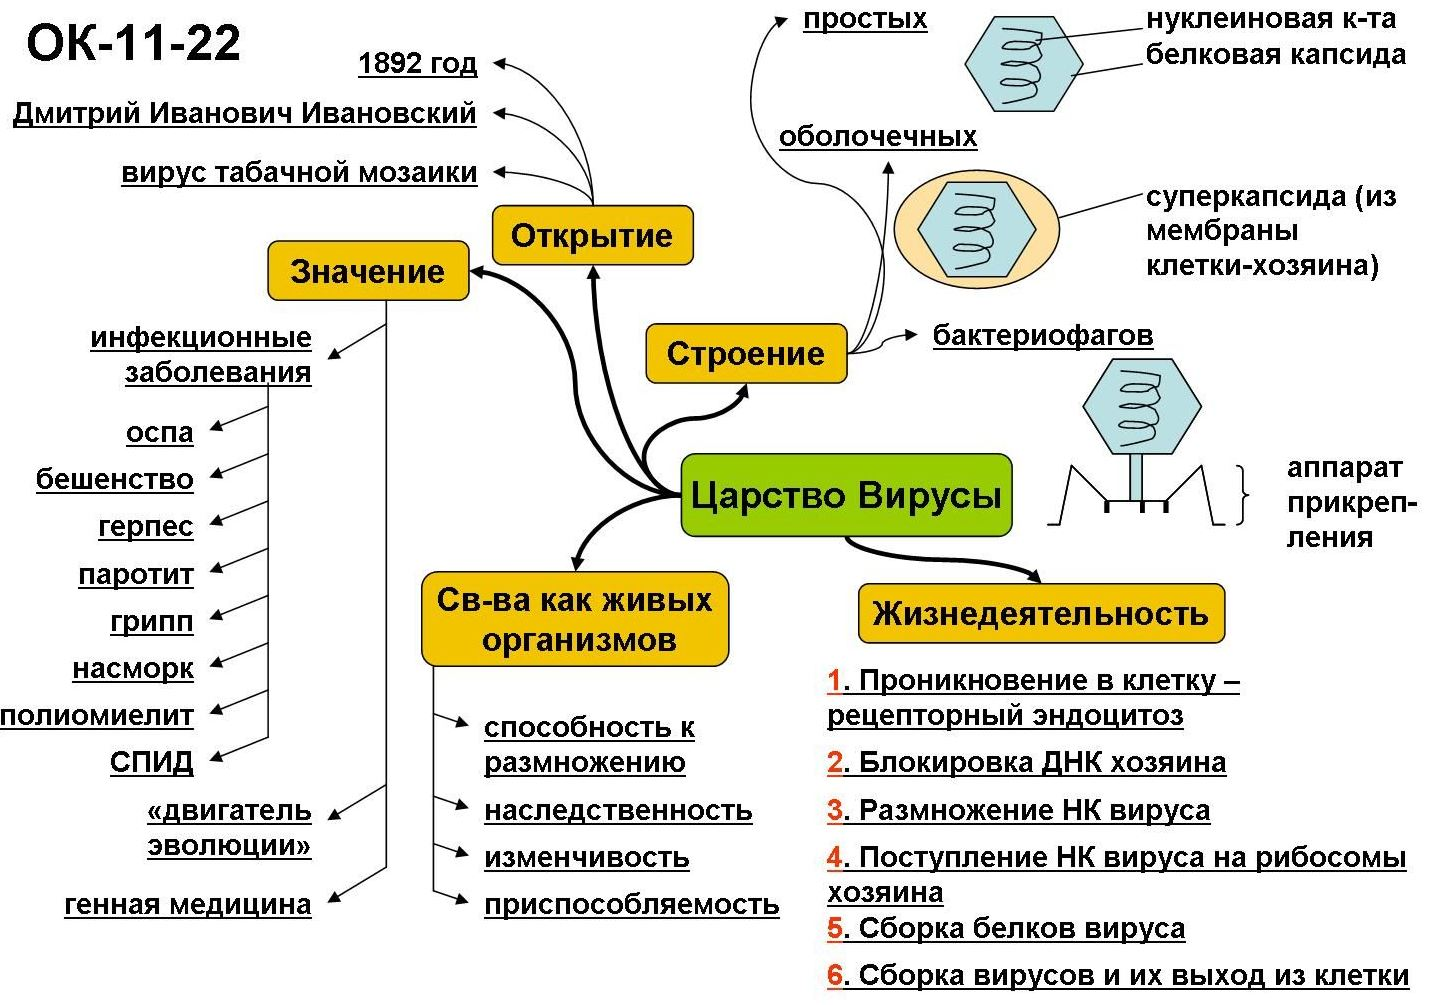 ОК-11-22
1892 год
Дмитрий Иванович Ивановский
вирус табачной мозаики
Открытие
Значение
инфекционные
заболевания
оспа
бешенство
герпес
паротит
грипп
насморк
полиомиелит
СПИД
«двигатель
эволюции»
генная медицина
простых
нуклеиновая к-та
белковая капсида
оболочечных
суперкапсида (из
мембраны
клетки-хозяина)
Строение
бактериофагов
аппарат
прикреп-
ления
Царство Вирусы
Св-ва как живых
организмов
способность к
размножению
наследственность
изменчивость
приспособляемость
Жизнедеятельность
1. Проникновение в клетку –
рецепторный эндоцитоз
2. Блокировка ДНК хозяина
3. Размножение НК вируса
4. Поступление НК вируса на рибосомы
хозяина
5. Сборка белков вируса
6. Сборка вирусов и их выход из клетки